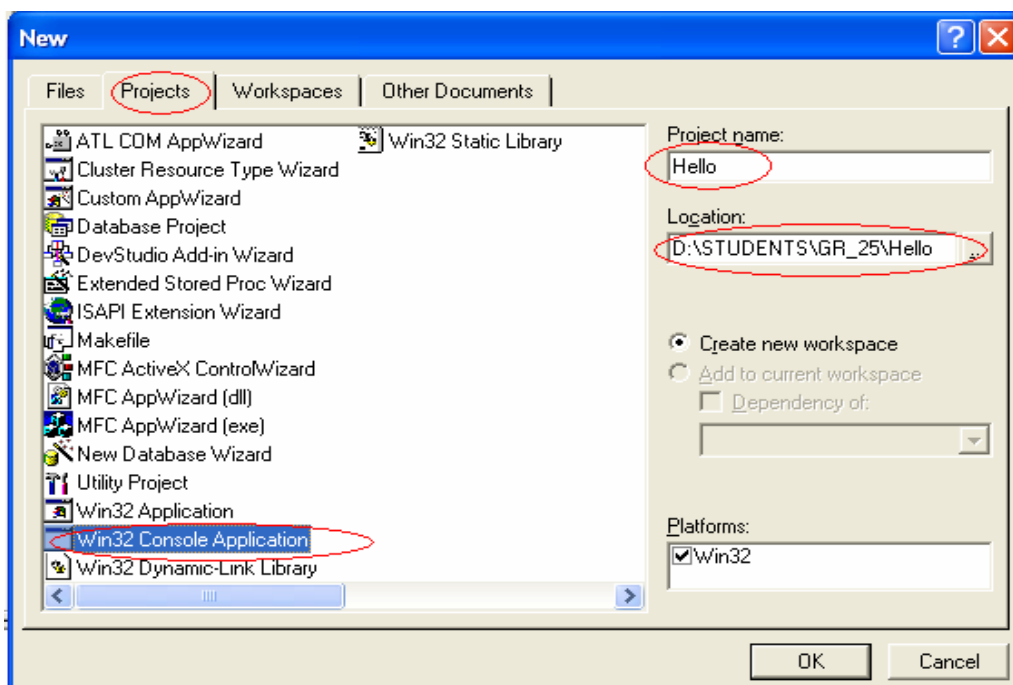 New
Files Projects Workspaces Other Documents
ATL COM AppWizard
Cluster Resource Type Wizard
Custom AppWizard
Database Project
DevStudio Add-in Wizard
Extended Stored Proc Wizard
ISAPI Extension Wizard
Makefile
MFC ActiveX ControlWizard
MFC AppWizard (dll)
MFC AppWizard (exe)
New Database Wizard
Utility Project
Win32 Application
Win32 Console Application
Win32 Dynamic-Link Library
Win32 Static Library
Project name:
Hello
Location:
D:\STUDENTS\GR_25\Hello
...
Create new workspace
Add to current workspace
Dependency of:
Platforms:
Win32
OK Cancel